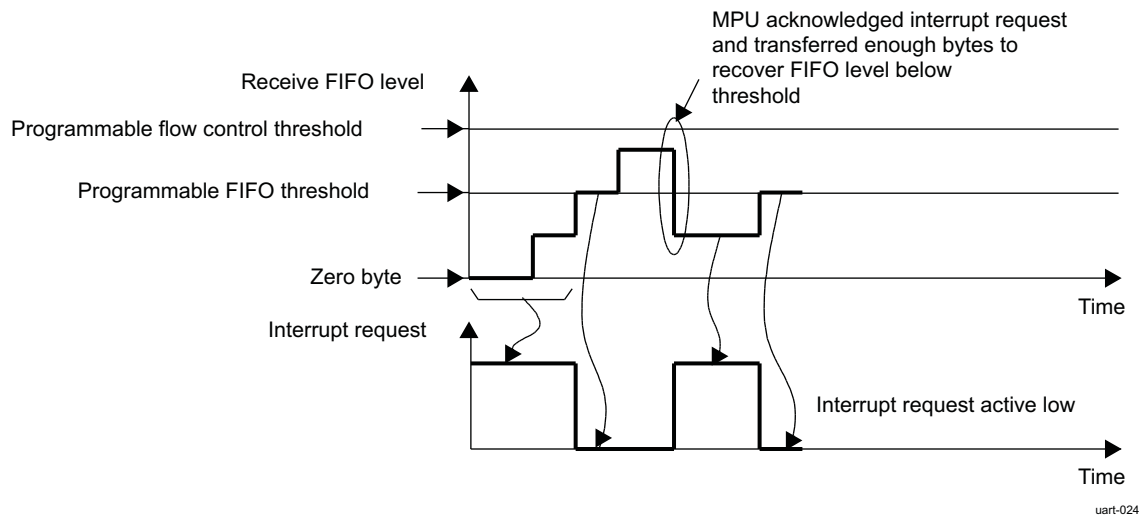 MPU acknowledged interrupt request
and transferred enough bytes to
recover FIFO level below
threshold
Receive FIFO level
Programmable flow control threshold
Programmable FIFO threshold
Zero byte
Time
Interrupt request
Interrupt request active low
Time
uart-024